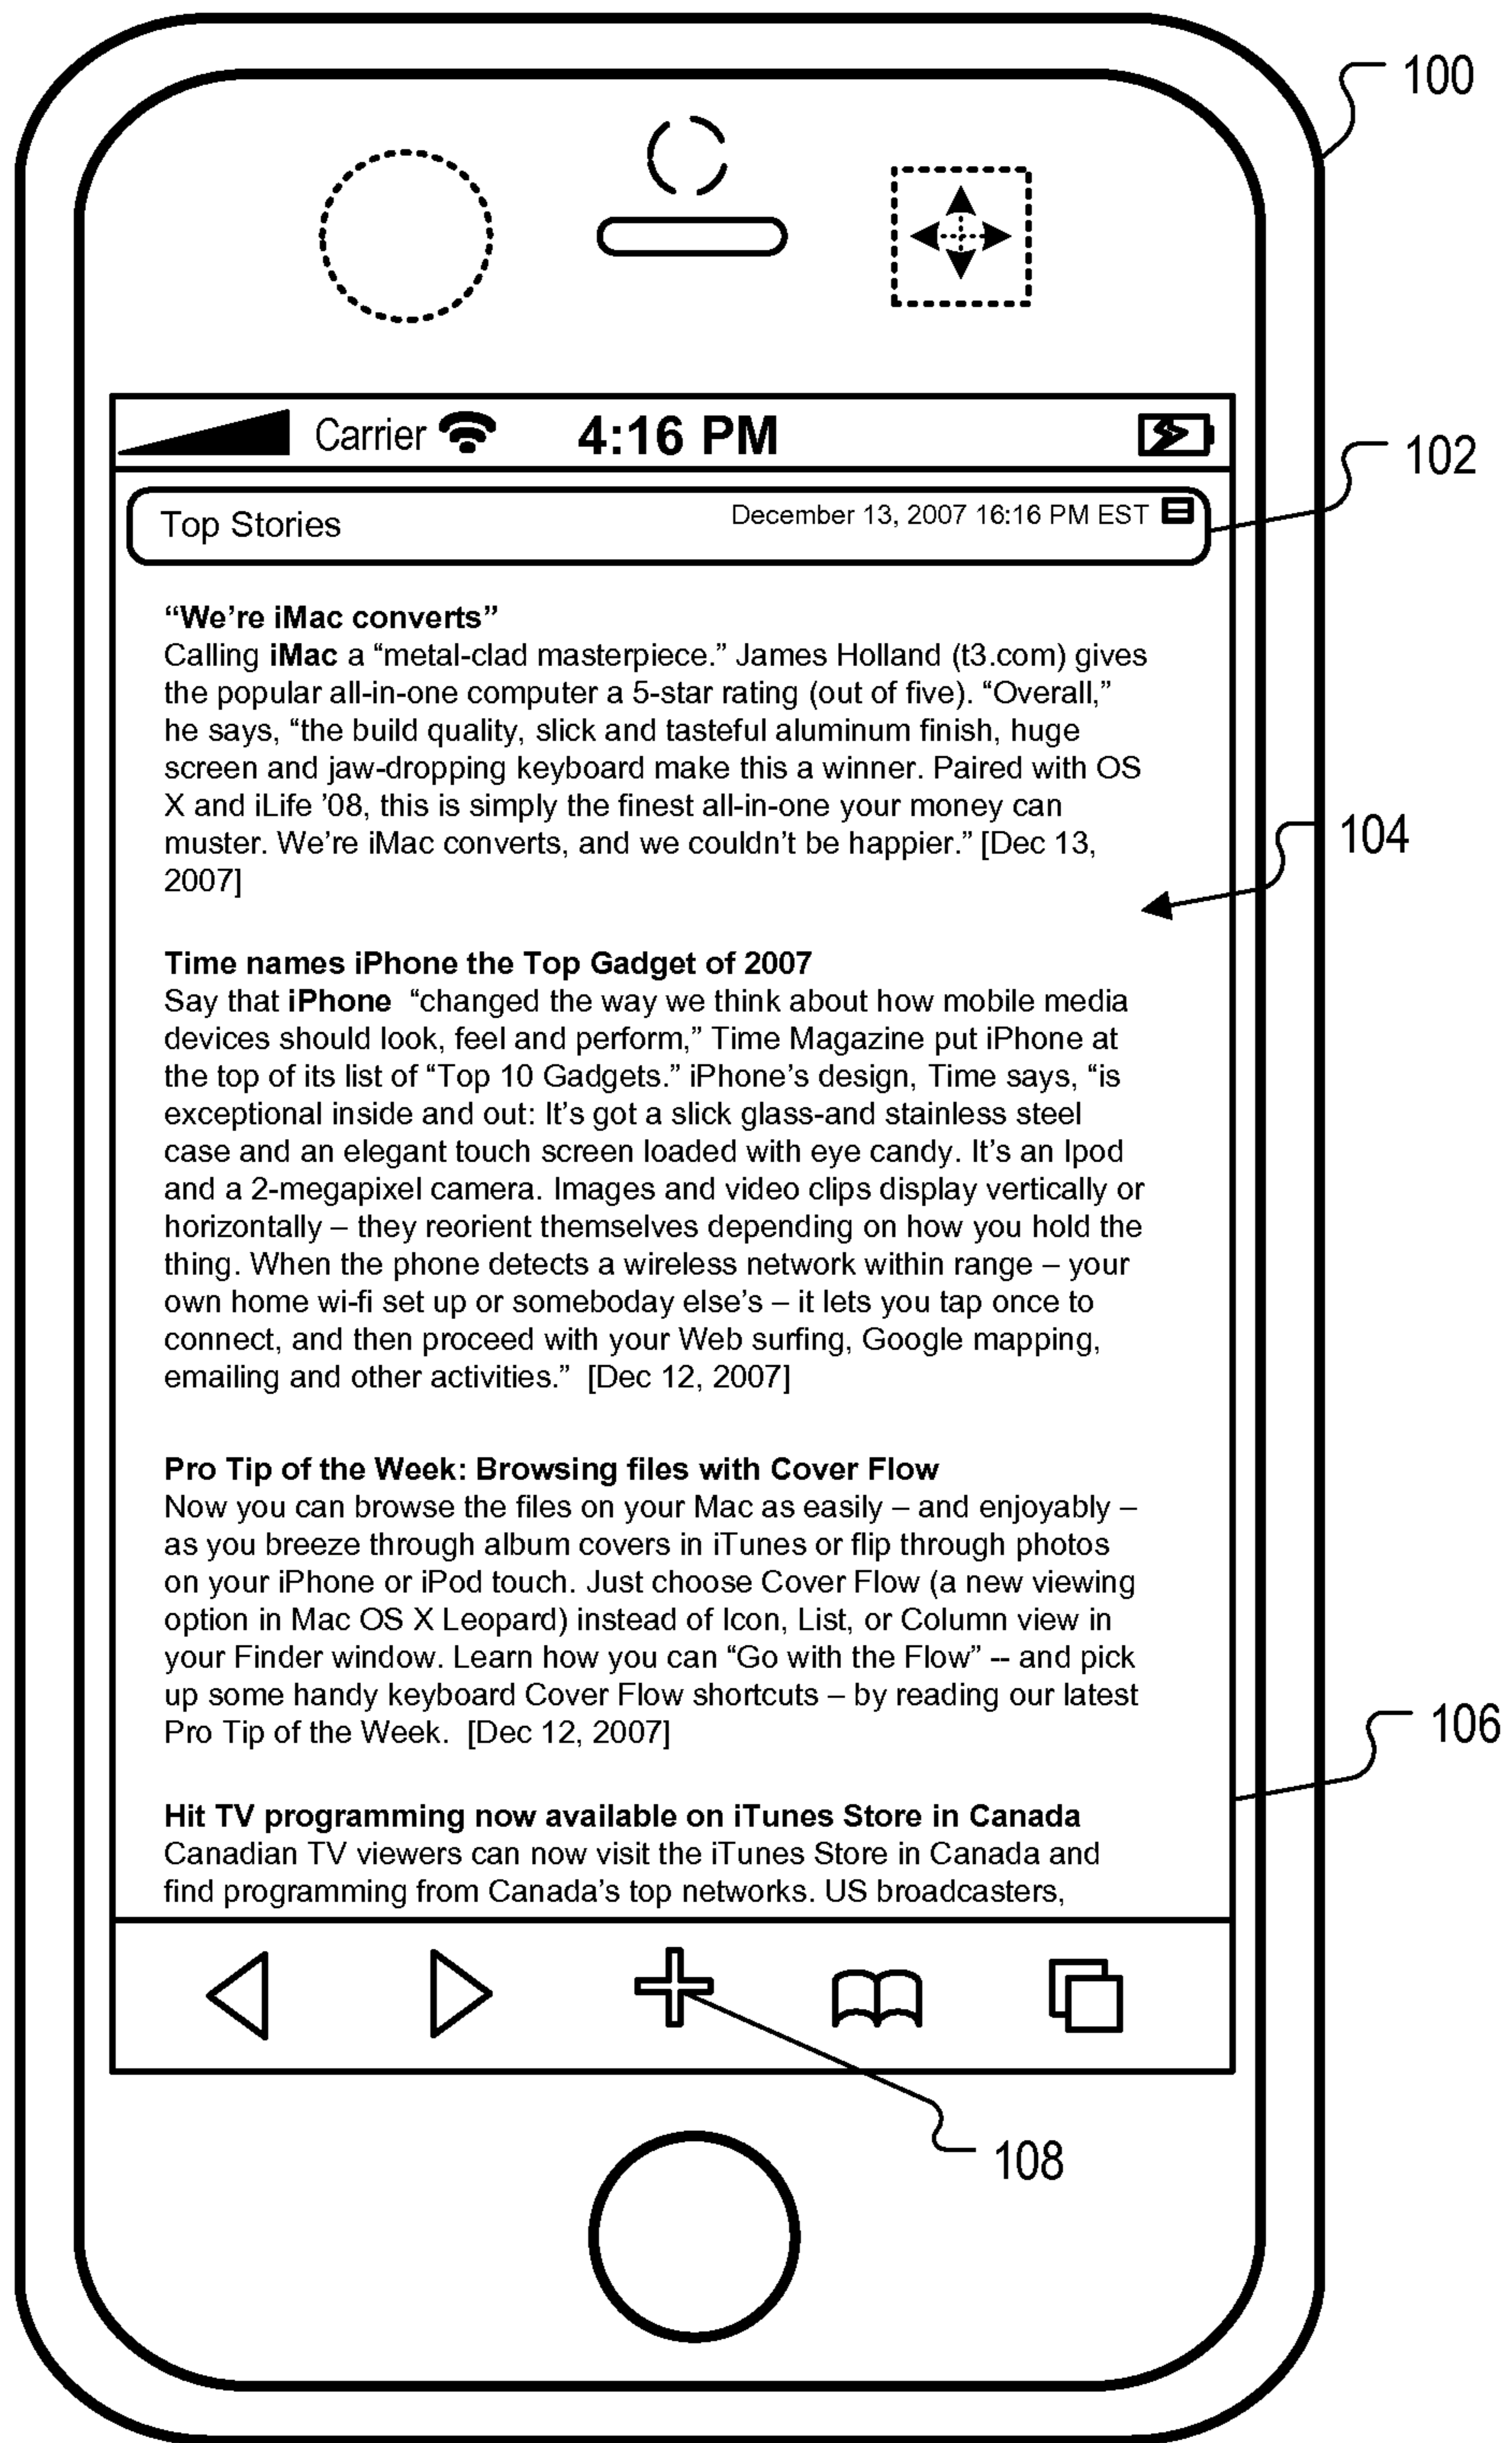 100
Carrier 4:16 PM
102
Top Stories December 13, 2007 16:16 PM EST
“We’re iMac converts”
Calling iMac a “metal-clad masterpiece.” James Holland (t3.com) gives
the popular all-in-one computer a 5-star rating (out of five). “Overall,”
he says, “the build quality, slick and tasteful aluminum finish, huge
screen and jaw-dropping keyboard make this a winner. Paired with OS
X and iLife ’08, this is simply the finest all-in-one your money can
muster. We’re iMac converts, and we couldn’t be happier.” [Dec 13,
2007]
104
Time names iPhone the Top Gadget of 2007
Say that iPhone  “changed the way we think about how mobile media
devices should look, feel and perform,” Time Magazine put iPhone at
the top of its list of “Top 10 Gadgets.” iPhone’s design, Time says, “is
exceptional inside and out: It’s got a slick glass-and stainless steel
case and an elegant touch screen loaded with eye candy. It’s an Ipod
and a 2-megapixel camera. Images and video clips display vertically or
horizontally – they reorient themselves depending on how you hold the
thing. When the phone detects a wireless network within range – your
own home wi-fi set up or someboday else’s – it lets you tap once to
connect, and then proceed with your Web surfing, Google mapping,
emailing and other activities.”  [Dec 12, 2007]
Pro Tip of the Week: Browsing files with Cover Flow
Now you can browse the files on your Mac as easily – and enjoyably –
as you breeze through album covers in iTunes or flip through photos
on your iPhone or iPod touch. Just choose Cover Flow (a new viewing
option in Mac OS X Leopard) instead of Icon, List, or Column view in
your Finder window. Learn how you can “Go with the Flow” -- and pick
up some handy keyboard Cover Flow shortcuts – by reading our latest
Pro Tip of the Week.  [Dec 12, 2007]
106
Hit TV programming now available on iTunes Store in Canada
Canadian TV viewers can now visit the iTunes Store in Canada and
find programming from Canada’s top networks. US broadcasters,
108